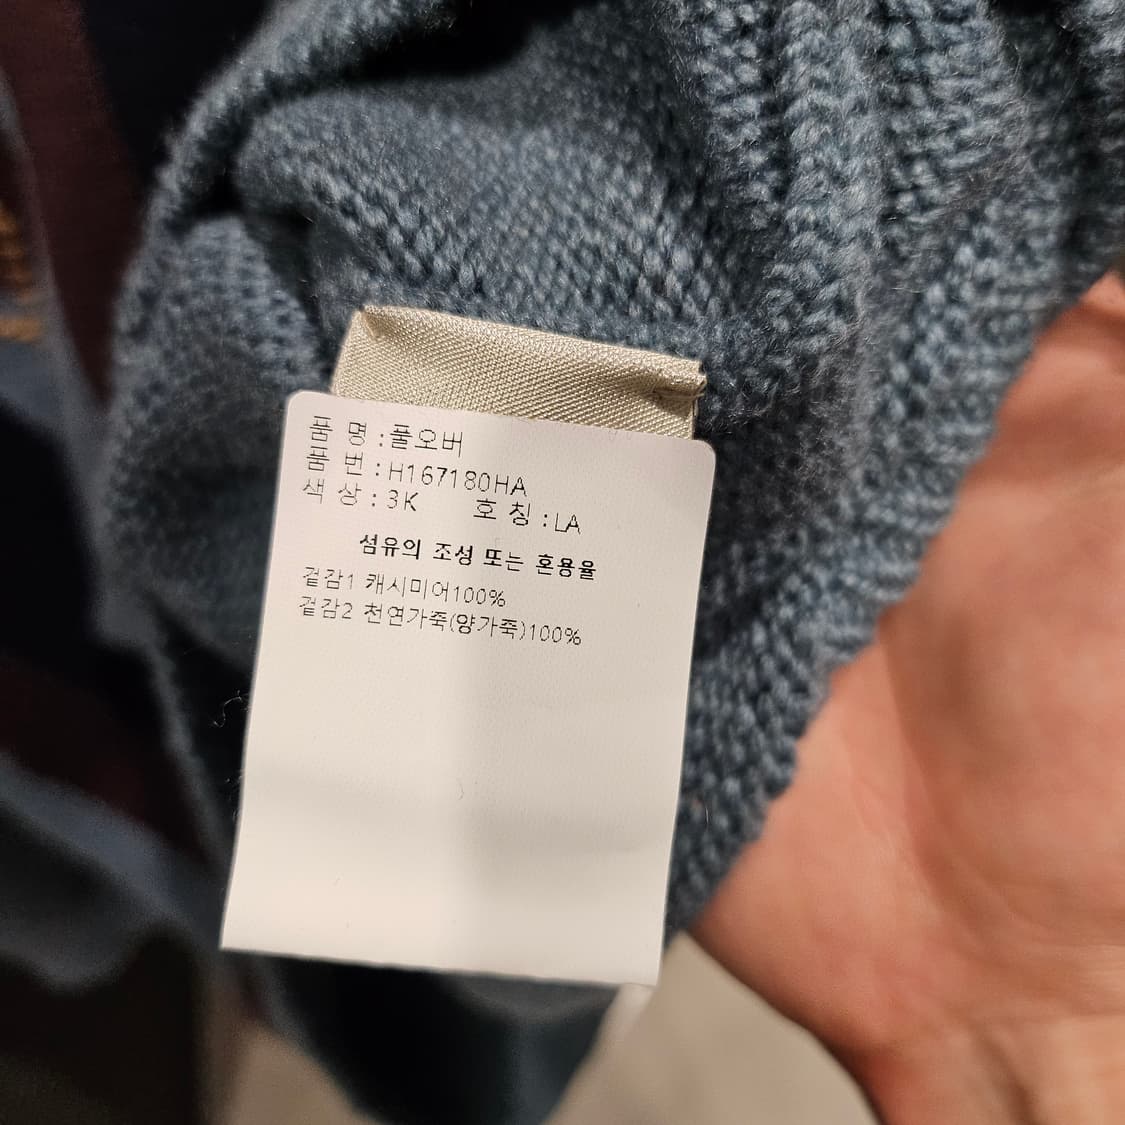 품 명 : 풀오버
품 번 : H167180HA
색 상 : 3K 호 칭 : LA
섬유의 조성 또는 혼용율
겉감1 캐시미어100%
겉감2 천연가죽(양가죽)100%